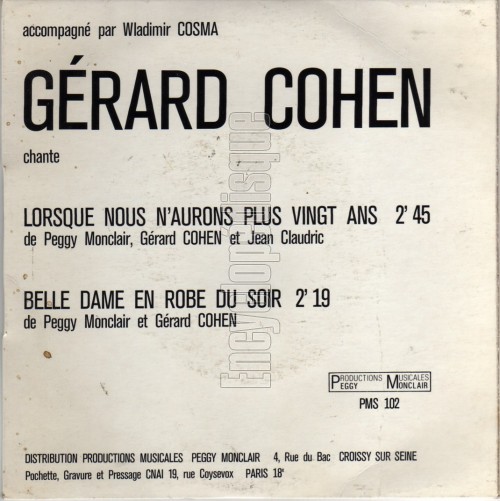 accompagné par Wladimir COSMA
GÉRARD COHEN
chante
LORSQUE NOUS N'AURONS PLUS VINGT ANS 2' 45
de Peggy Monclair, Gérard COHEN et Jean Claudric
BELLE DAME EN ROBE DU SOIR 2' 19
de Peggy Monclair et Gérard COHEN
PRODUCTIONS MUSICALES
PEGGY MONCLAIR
PMS 102
DISTRIBUTION PRODUCTIONS MUSICALES PEGGY MONCLAIR 4, Rue du Bac CROISSY SUR SEINE
Pochette, Gravure et Pressage CNAI 19, rue Coysevox PARIS 18e
Encyclopédisque